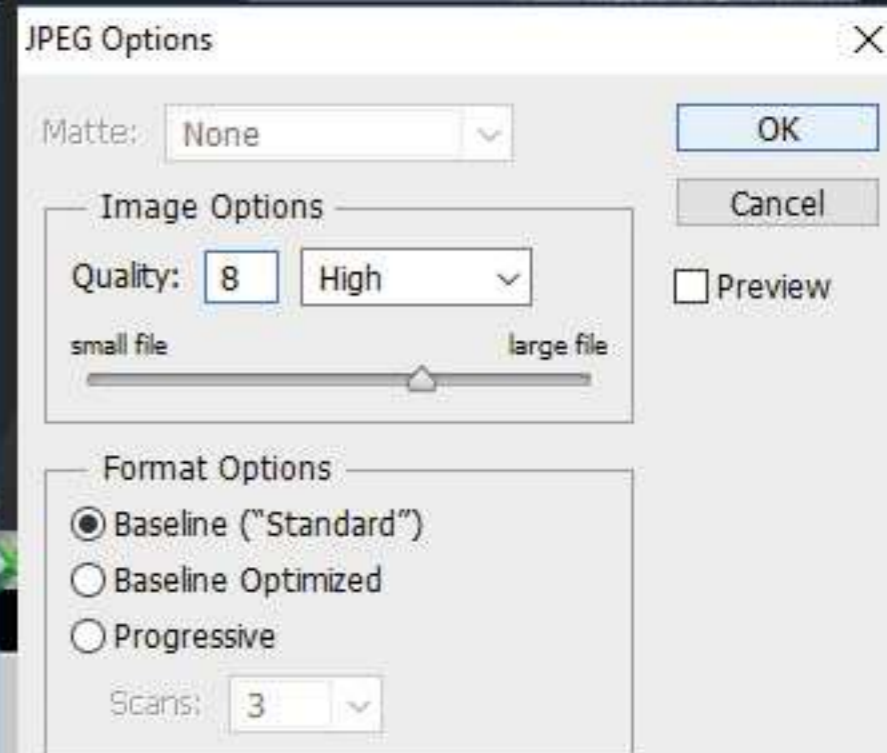 JPEG Options
Matte: None
OK
Cancel
Preview
Image Options
Quality: 8 High
small file large file
Format Options
Baseline (“Standard”)
Baseline Optimized
Progressive
Scans: 3